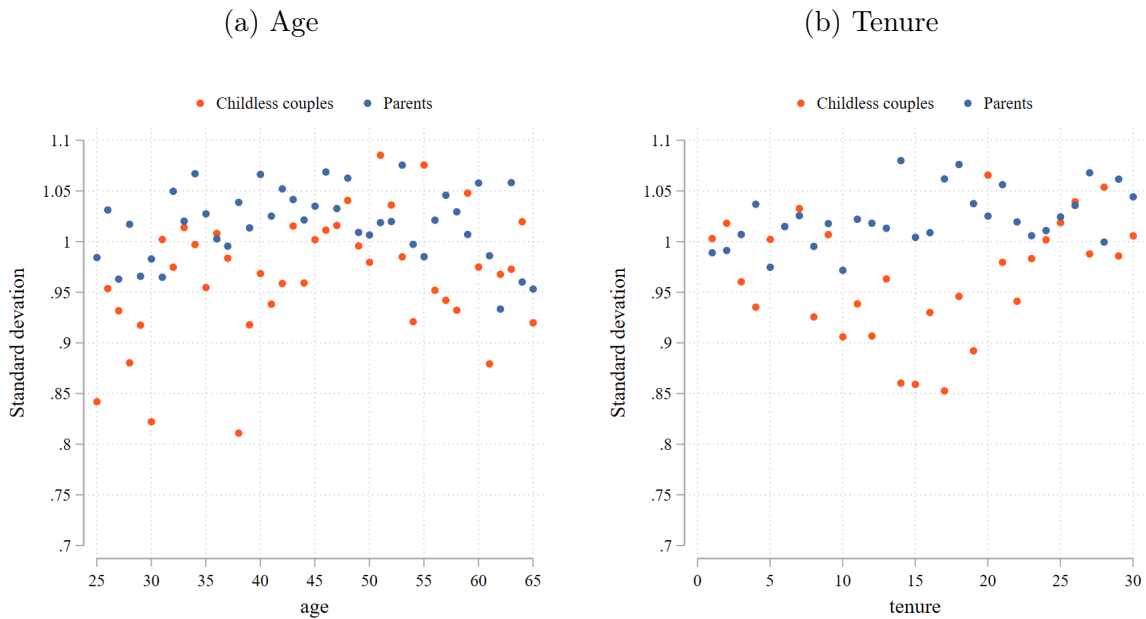 (a) Age
Childless couples Parents
1.1
1.05
1
.95
.9
.85
.8
.75
.7
Standard devation
25 30 35 40 45 50 55 60 65
age
(b) Tenure
Childless couples Parents
1.1
1.05
1
.95
.9
.85
.8
.75
.7
Standard devation
0 5 10 15 20 25 30
tenure